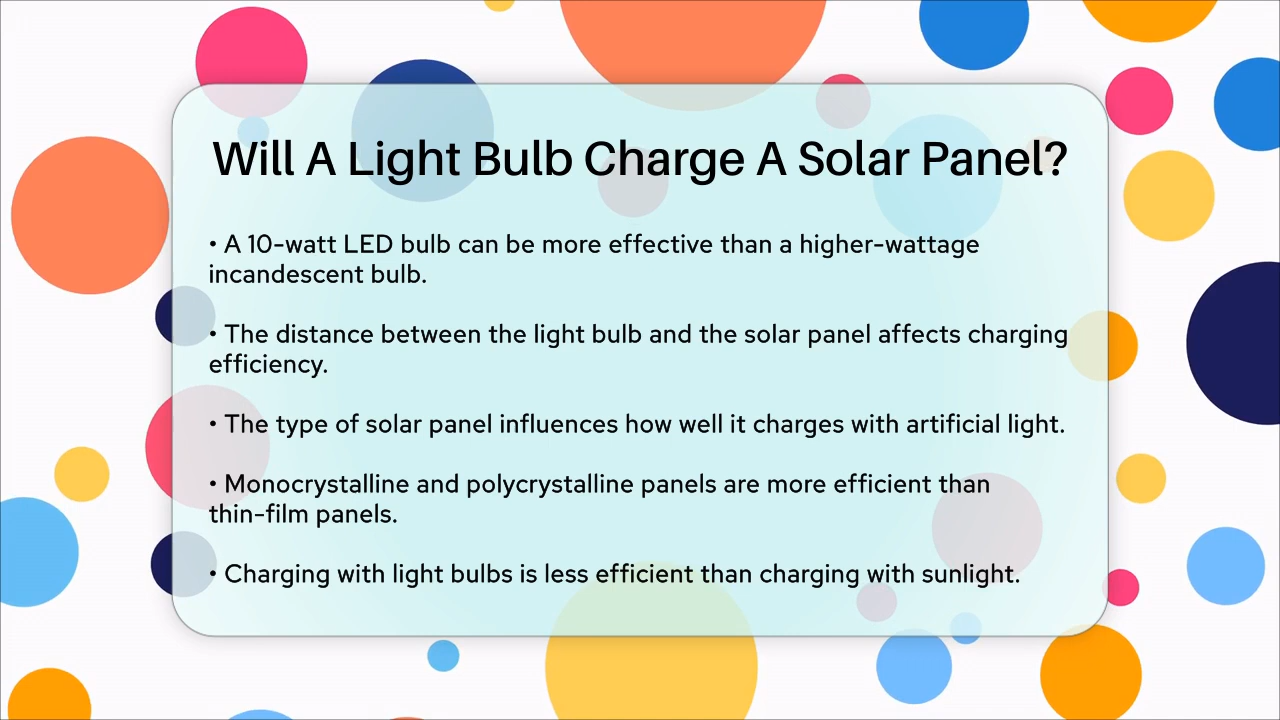 Will A Light Bulb Charge A Solar Panel?
• A 10-watt LED bulb can be more effective than a higher-wattage
incandescent bulb.
• The distance between the light bulb and the solar panel affects charging
efficiency.
• The type of solar panel influences how well it charges with artificial light.
• Monocrystalline and polycrystalline panels are more efficient than
thin-film panels.
• Charging with light bulbs is less efficient than charging with sunlight.